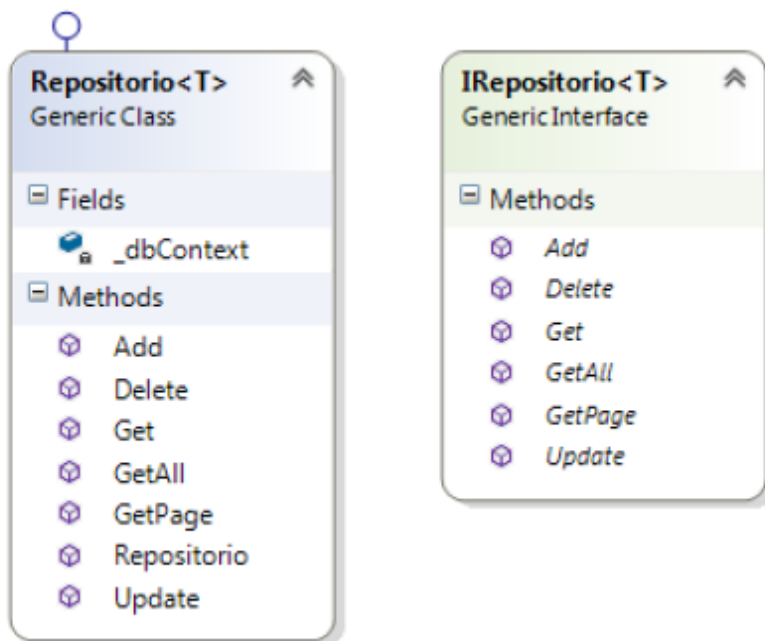 Repositorio<T>
Generic Class
Fields
_dbContext
Methods
Add
Delete
Get
GetAll
GetPage
Repositorio
Update
IRepositorio<T>
Generic Interface
Methods
Add
Delete
Get
GetAll
GetPage
Update